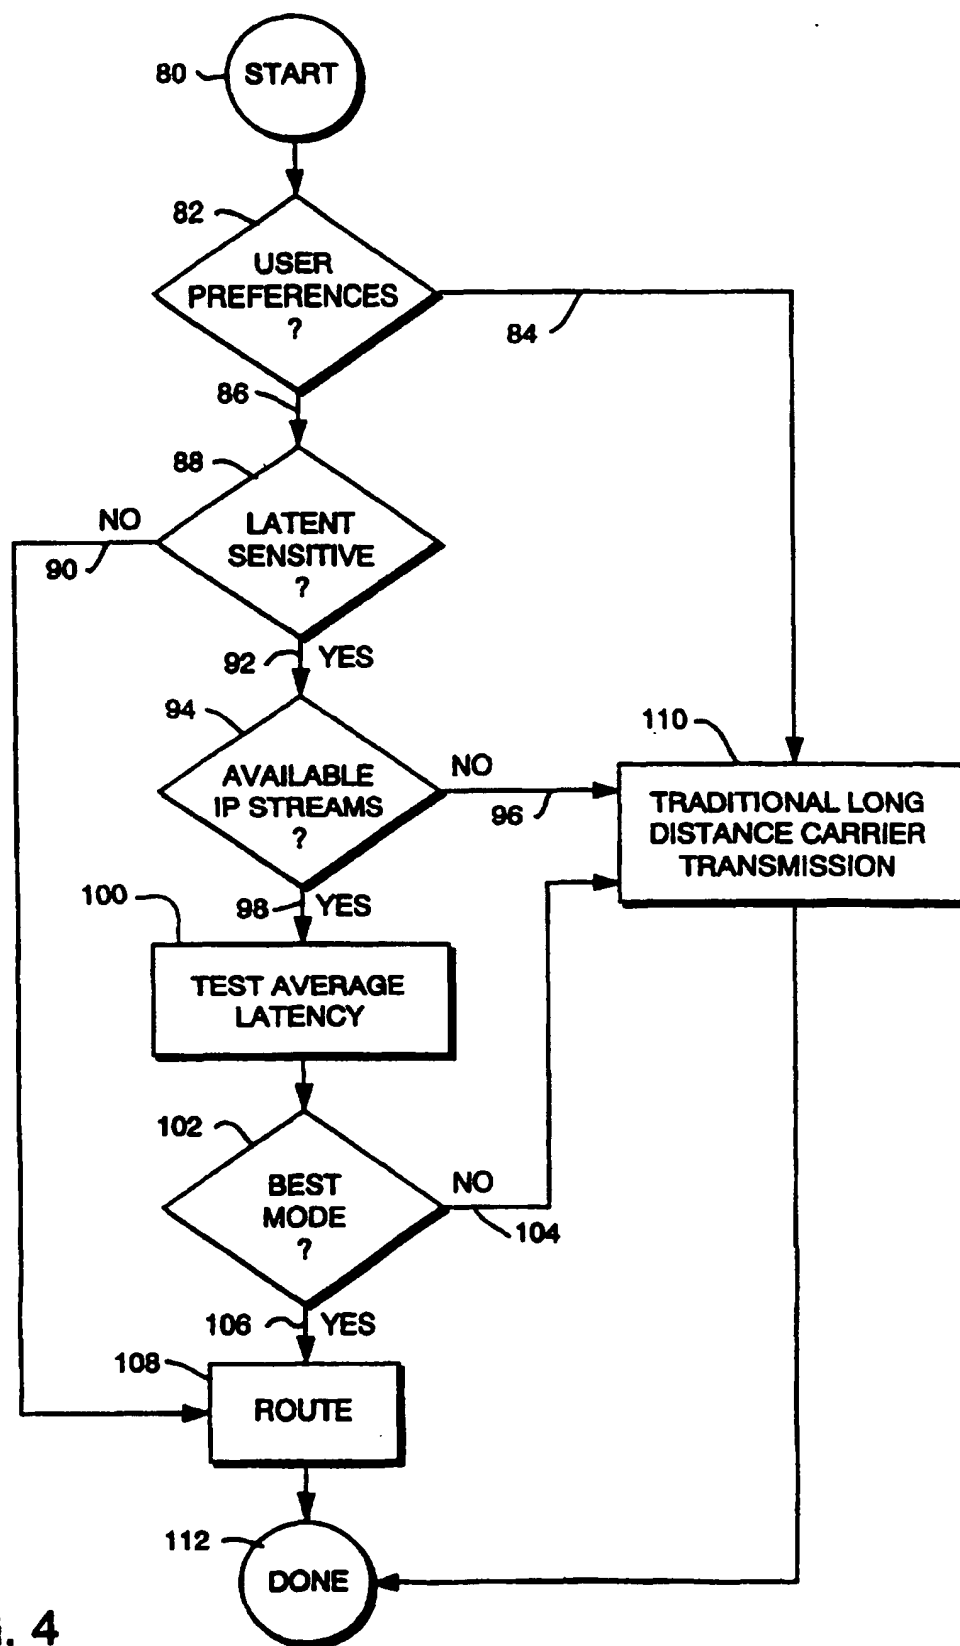 80
START
82
USER
PREFERENCES
?
84
86
88
LATENT
SENSITIVE
?
NO
90
92
YES
94
AVAILABLE
IP STREAMS
?
NO
96
110
TRADITIONAL LONG
DISTANCE CARRIER
TRANSMISSION
98
YES
100
TEST AVERAGE
LATENCY
102
BEST
MODE
?
NO
104
106
YES
108
ROUTE
112
DONE
. 4